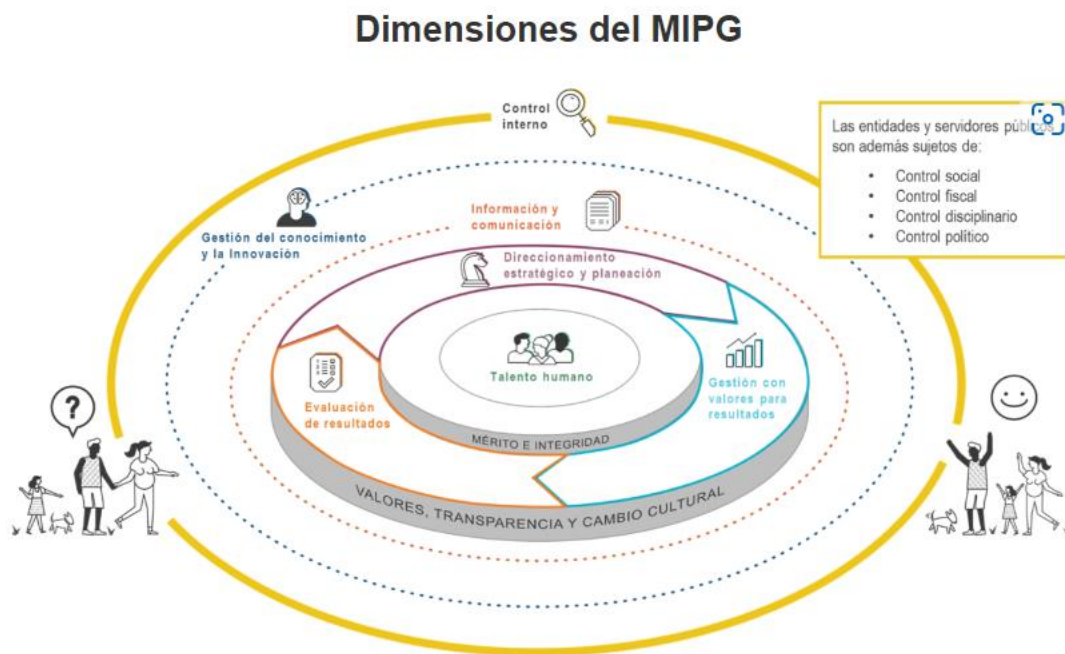 Dimensiones del MIPG
Control
interno
Las entidades y servidores públicos
son además sujetos de:
• Control social
• Control fiscal
• Control disciplinario
• Control político
Información y
comunicación
Gestión del conocimiento
y la Innovación
Direccionamiento
estratégico y planeación
Talento humano
Gestión con
valores para
resultados
Evaluación
de resultados
MÉRITO E INTEGRIDAD
VALORES, TRANSPARENCIA Y CAMBIO CULTURAL
?